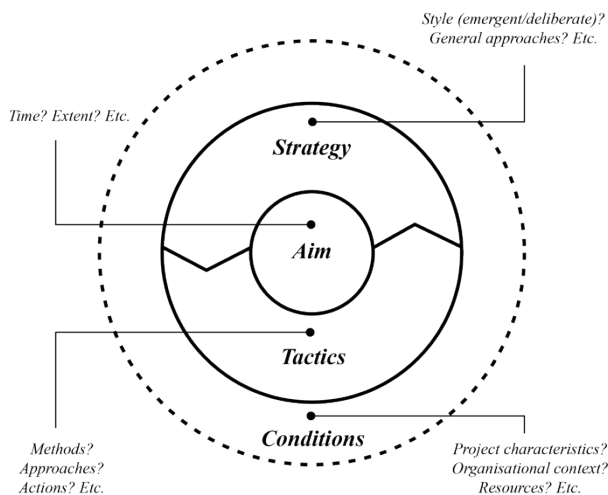 Style (emergent/deliberate)?
General approaches? Etc.
Time? Extent? Etc.
Strategy
Aim
Tactics
Conditions
Methods?
Approaches?
Actions? Etc.
Project characteristics?
Organisational context?
Resources? Etc.